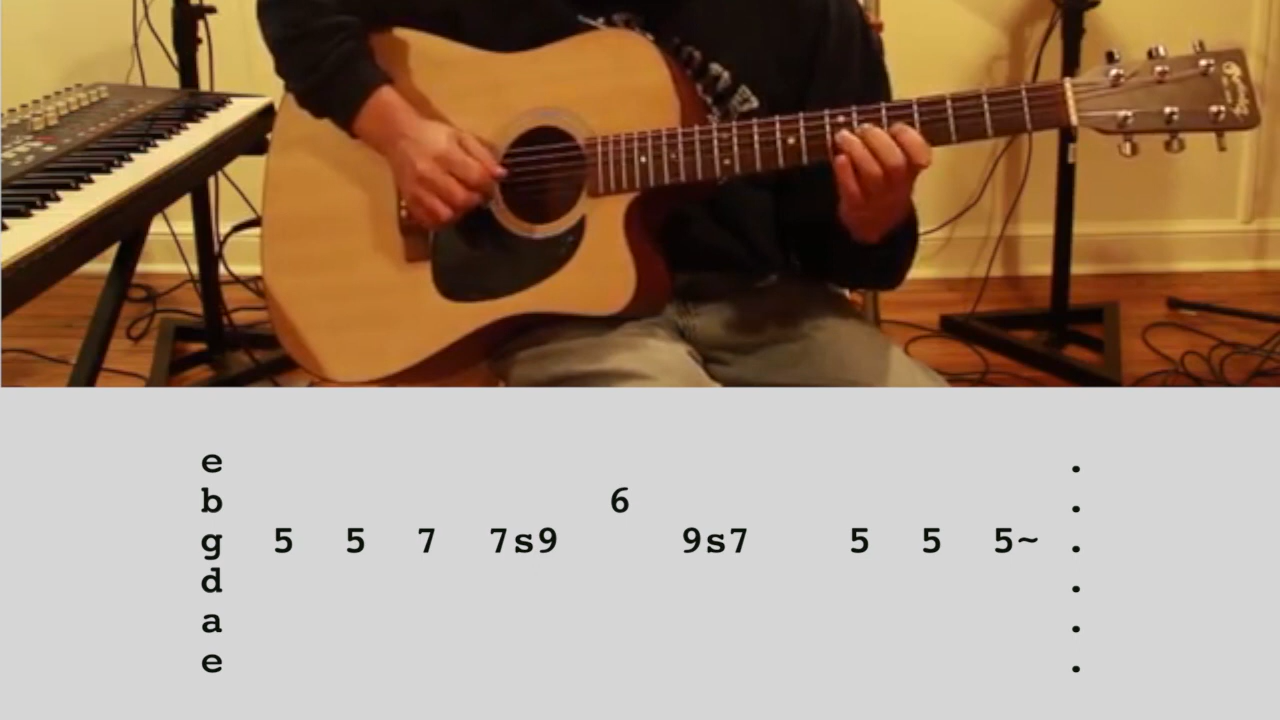 e .
b 6 .
g 5 5 7 7s9 9s7 5 5 5~ .
d .
a .
e .